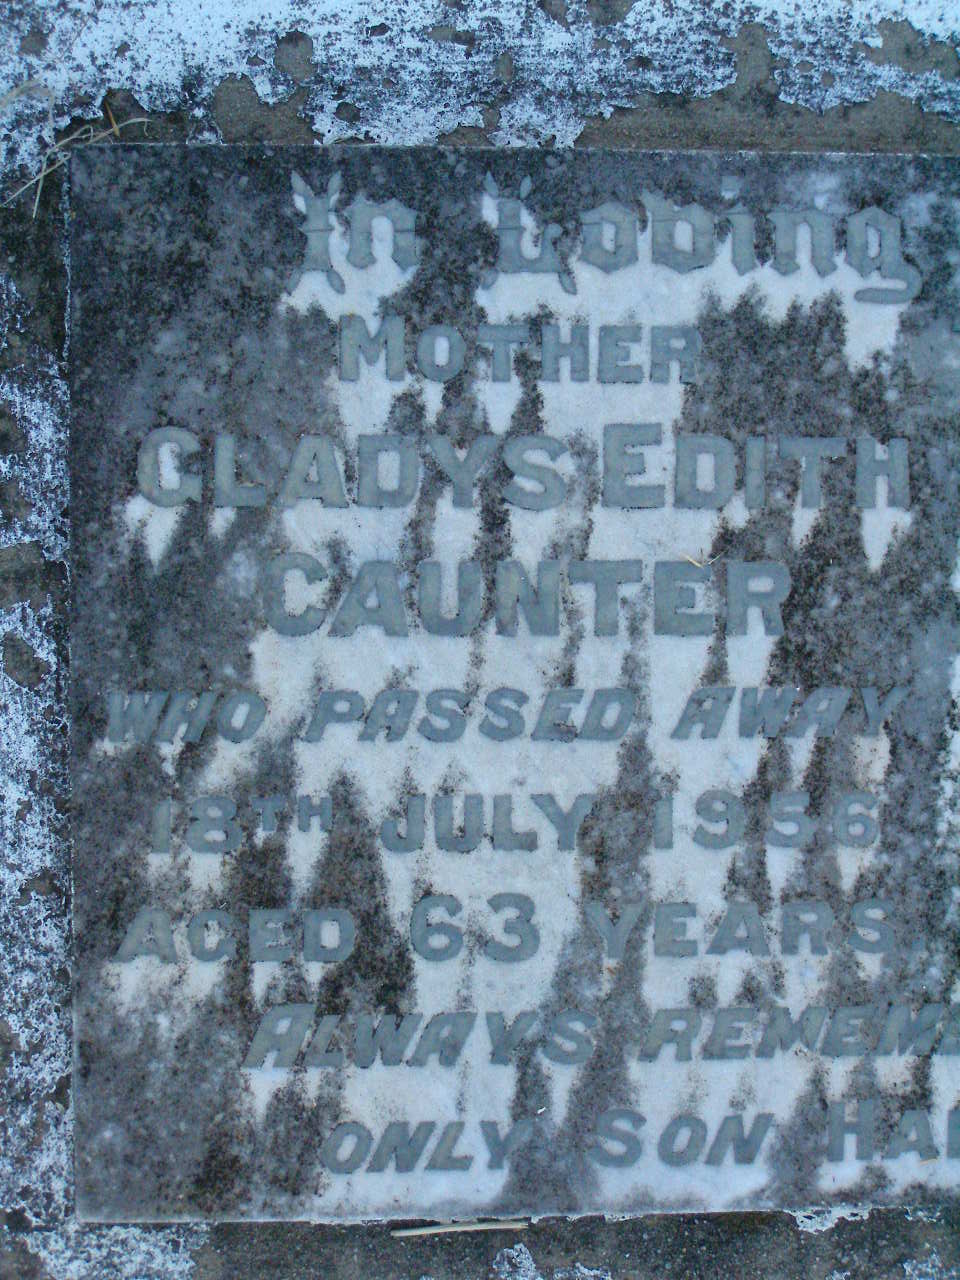 In Loving
Mother
Gladys Edith
Caunter
who passed away
18th July 1956
Aged 63 years.
Always
only son